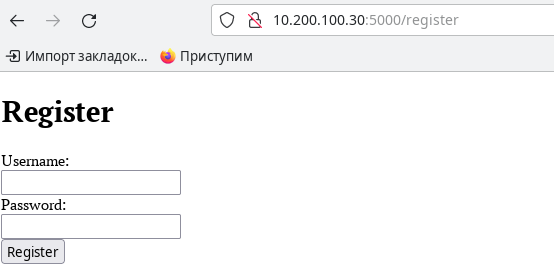 10.200.100.30:5000/register
Импорт закладок... Приступим
Register
Username:
Password:
Register